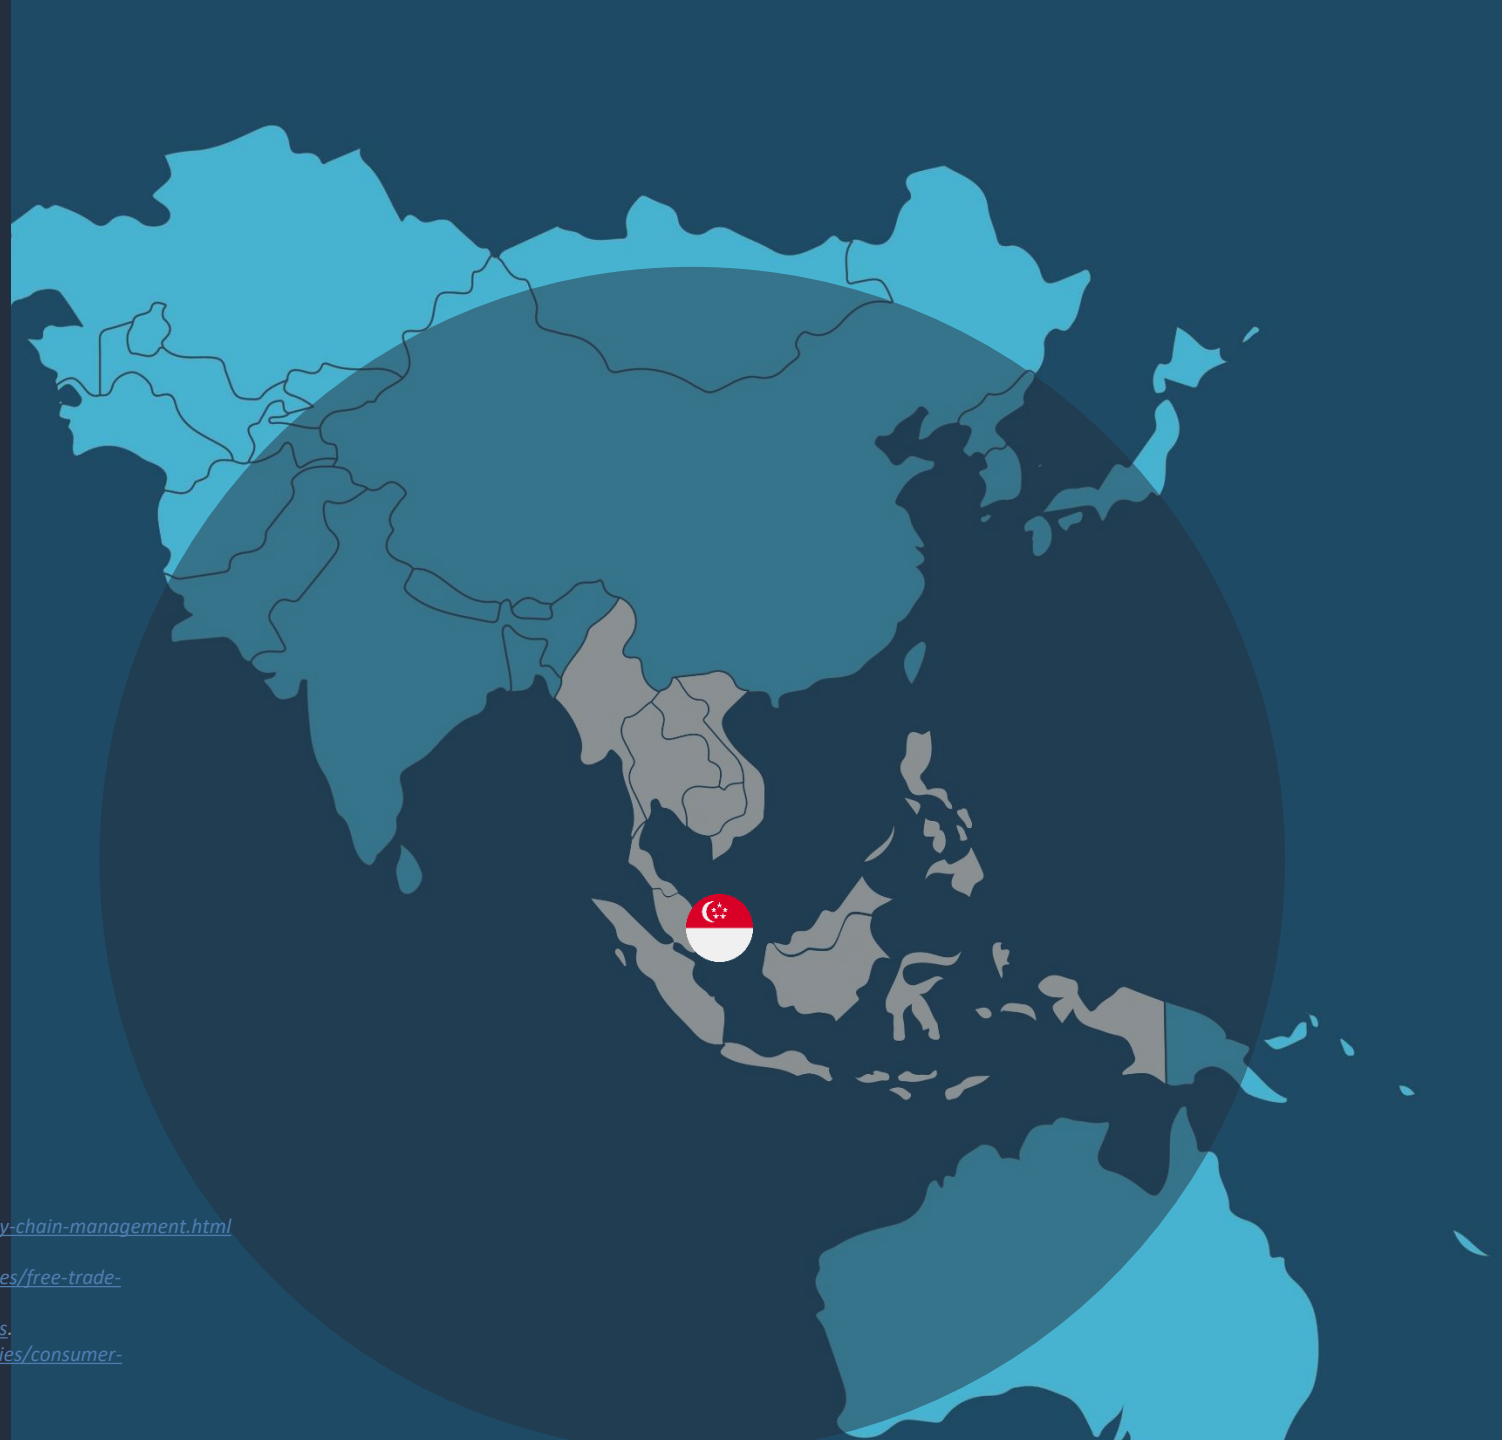 y-chain-management.html
es/free-trade-
s.
ies/consumer-